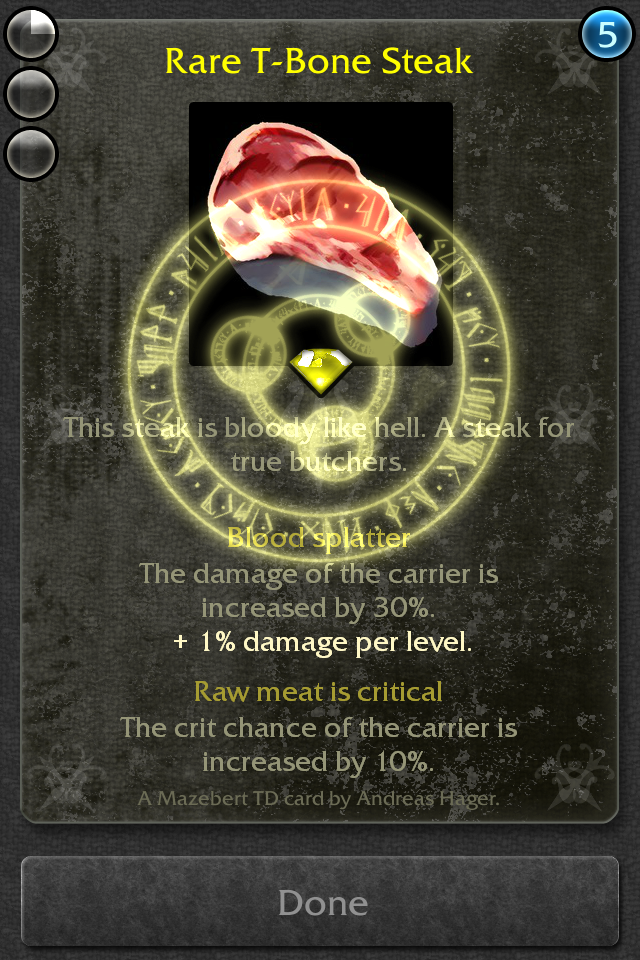 5
Rare T-Bone Steak
This steak is bloody like hell. A steak for
true butchers.
Blood splatter
The damage of the carrier is
increased by 30%.
+ 1% damage per level.
Raw meat is critical
The crit chance of the carrier is
increased by 10%.
A Mazebert TD card by Andreas Hager.
Done